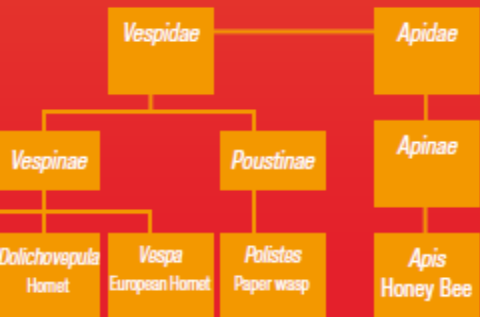 Vespidae
Apidae
Apinae
Vespinae
Poustinae
Dolichovepula
Hornet
Vespa
European Hornet
Polistes
Paper wasp
Apis
Honey Bee